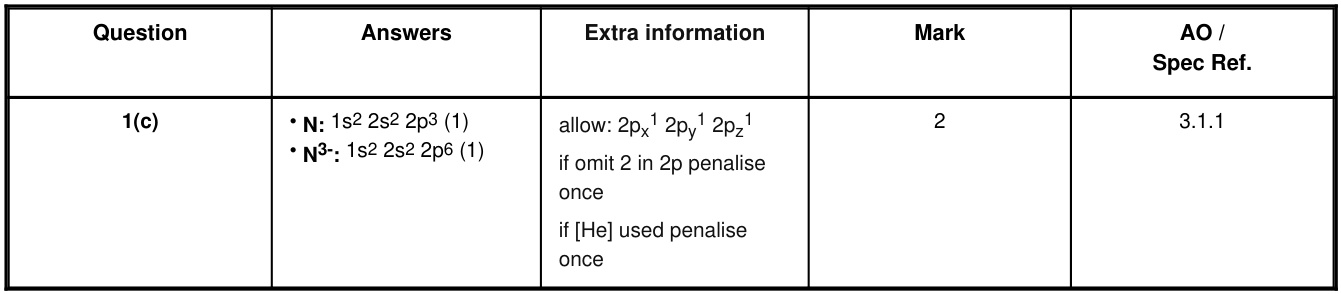 Question Answers Extra information Mark AO /
Spec Ref.
1(c)
• N: 1s2 2s2 2p3 (1)
• N3-: 1s2 2s2 2p6 (1)
allow: 2px1 2py1 2pz1
if omit 2 in 2p penalise
once
if [He] used penalise
once
2
3.1.1